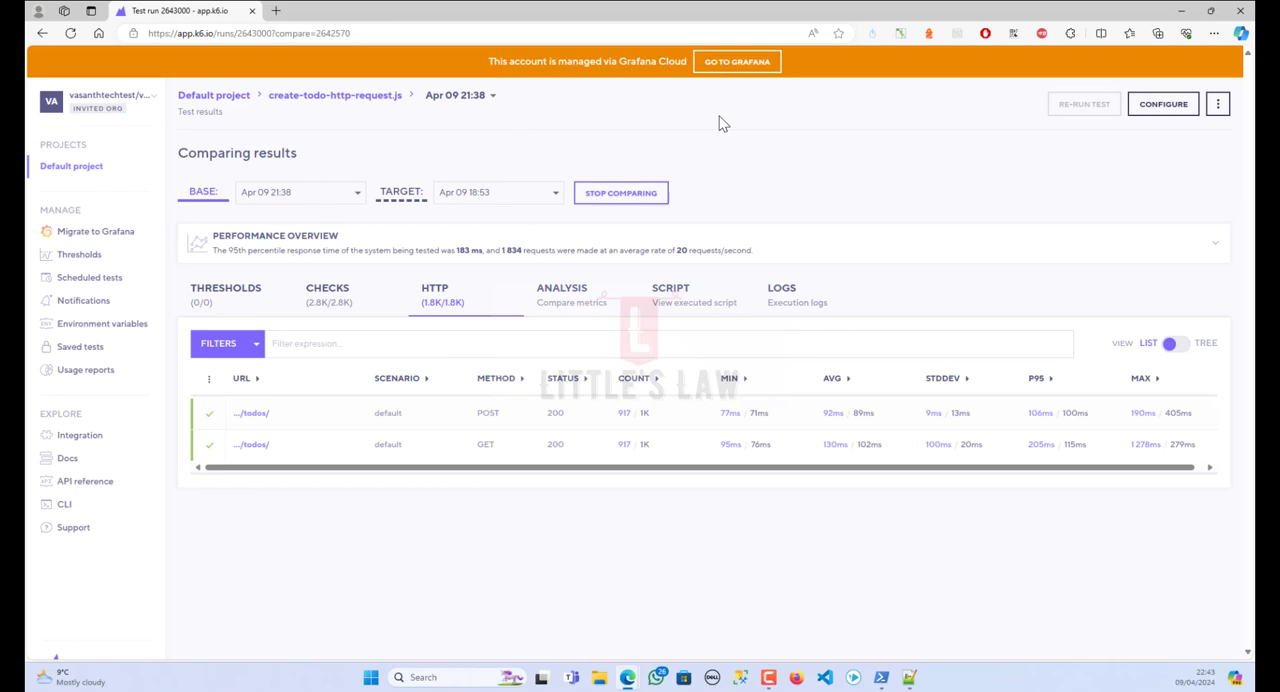 Test run 2643000 - app.k6.io
https://app.k6.io/runs/2643000?compare=2642570
This account is managed via Grafana Cloud GO TO GRAFANA
VA vasanthtechtest/v...
INVITED ORG
Default project > create-todo-http-request.js > Apr 09 21:38
Test results
RE-RUN TEST CONFIGURE
PROJECTS
Default project
MANAGE
Migrate to Grafana
Thresholds
Scheduled tests
Notifications
Environment variables
Saved tests
Usage reports
EXPLORE
Integration
Docs
API reference
CLI
Support
Comparing results
BASE: Apr 09 21:38 TARGET: Apr 09 18:53 STOP COMPARING
PERFORMANCE OVERVIEW
The 95th percentile response time of the system being tested was 183 ms, and 1 834 requests were made at an average rate of 20 requests/second.
THRESHOLDS CHECKS HTTP ANALYSIS SCRIPT LOGS
(0/0) (2.8K/2.8K) (1.8K/1.8K) Compare metrics View executed script Execution logs
FILTERS Filter expression... VIEW LIST TREE
URL SCENARIO METHOD STATUS COUNT MIN AVG STDDEV P95 MAX
.../todos/ default POST 200 917 / 1K 77ms / 71ms 92ms / 89ms 9ms / 13ms 106ms / 100ms 190ms / 405ms
.../todos/ default GET 200 917 / 1K 95ms / 76ms 130ms / 102ms 100ms / 20ms 205ms / 115ms 1 278ms / 279ms
L
LITTLE'S LAW
9°C
Mostly cloudy
Search
26
DELL
22:43
09/04/2024